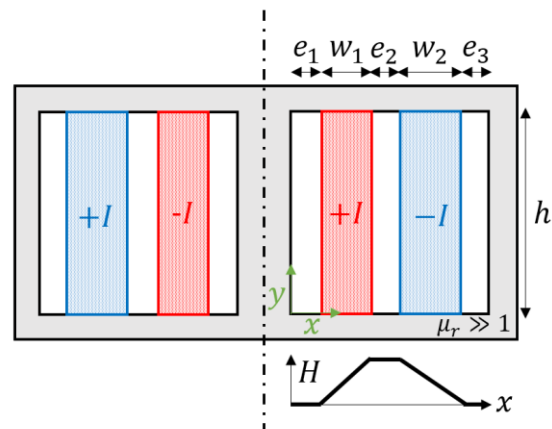 e₁ w₁ e₂ w₂ e₃
+I -I +I −I h
y
x
μᵣ ≫ 1
H
x